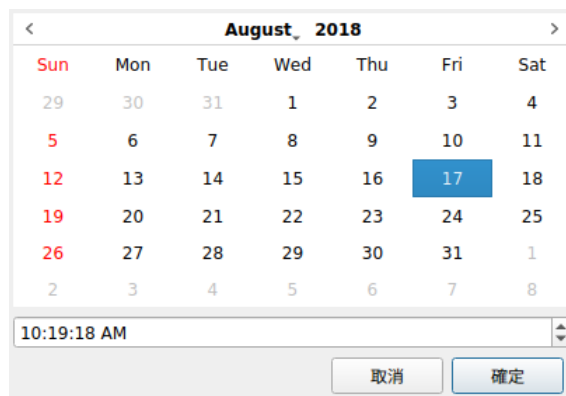 < August 2018 >
Sun Mon Tue Wed Thu Fri Sat
29 30 31 1 2 3 4
5 6 7 8 9 10 11
12 13 14 15 16 17 18
19 20 21 22 23 24 25
26 27 28 29 30 31 1
2 3 4 5 6 7 8
10:19:18 AM
取消 確定